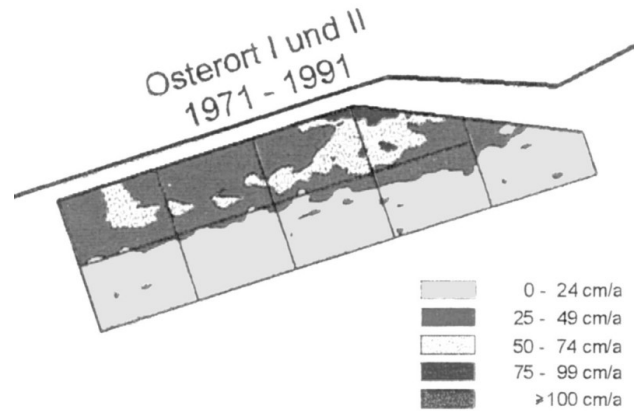 Osterort I und II
1971 - 1991
0 - 24 cm/a
25 - 49 cm/a
50 - 74 cm/a
75 - 99 cm/a
≥100 cm/a